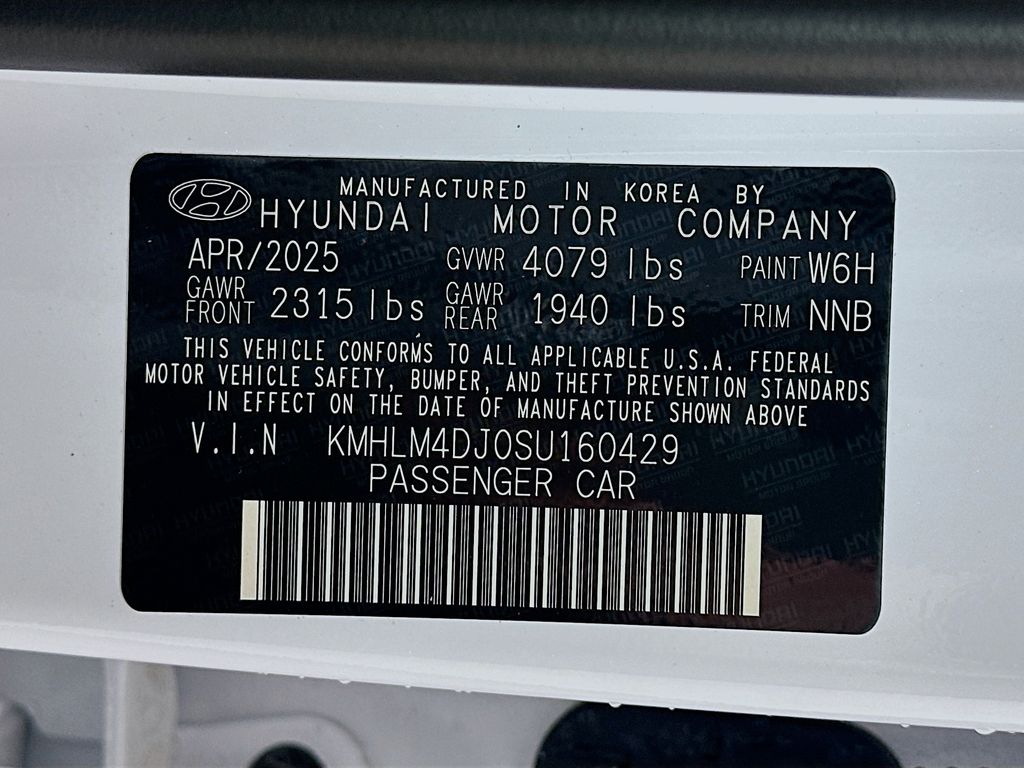 MANUFACTURED IN KOREA BY
HYUNDAI MOTOR COMPANY
APR/2025 GVWR 4079 lbs PAINT W6H
GAWR FRONT 2315 lbs GAWR REAR 1940 lbs TRIM NNB
THIS VEHICLE CONFORMS TO ALL APPLICABLE U.S.A. FEDERAL
MOTOR VEHICLE SAFETY, BUMPER, AND THEFT PREVENTION STANDARDS
IN EFFECT ON THE DATE OF MANUFACTURE SHOWN ABOVE
V.I.N KMHLM4DJ0SU160429
PASSENGER CAR